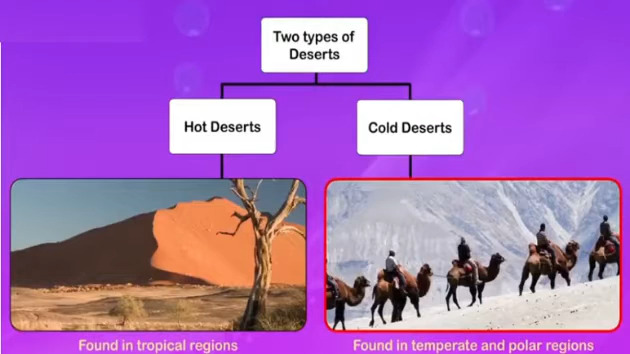 Two types of
Deserts
Hot Deserts
Cold Deserts
Found in tropical regions
Found in temperate and polar regions